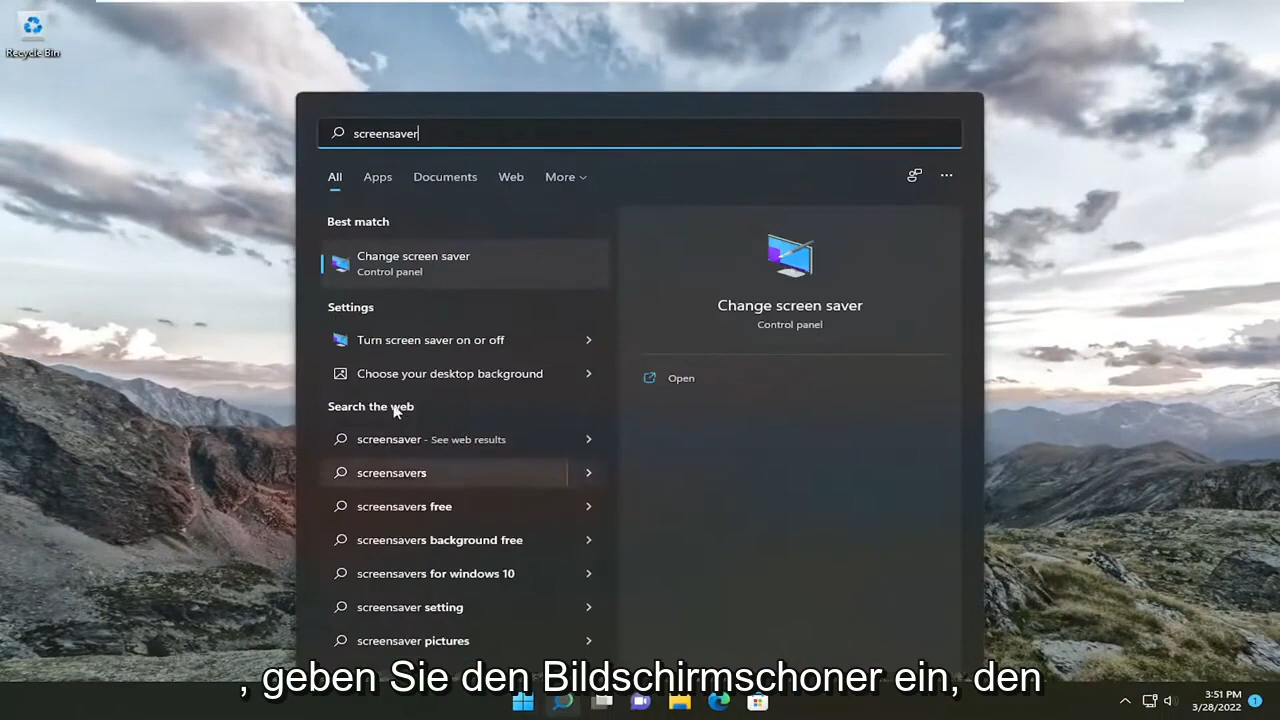 Recycle Bin
screensaver
All Apps Documents Web More
Best match
Change screen saver
Control panel
Settings
Turn screen saver on or off
Choose your desktop background
Search the web
screensaver - See web results
screensavers
screensavers free
screensavers background free
screensavers for windows 10
screensaver setting
screensaver pictures
Change screen saver
Control panel
Open
, geben Sie den Bildschirmschoner ein, den
3:51 PM
3/28/2022
1